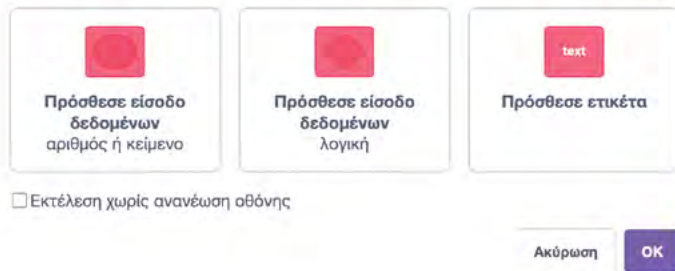 text
Πρόσθεσε είσοδο
δεδομένων
αριθμός ή κείμενο
Πρόσθεσε είσοδο
δεδομένων
λογική
Πρόσθεσε ετικέτα
Εκτέλεση χωρίς ανανέωση οθόνης
Ακύρωση
OK